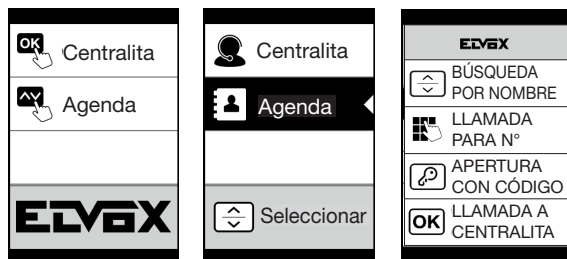 OK Centralita
Agenda
ELVOX
Centralita
Agenda
Seleccionar
ELVOX
BÚSQUEDA
POR NOMBRE
LLAMADA
PARA N°
APERTURA
CON CÓDIGO
OK LLAMADA A
CENTRALITA